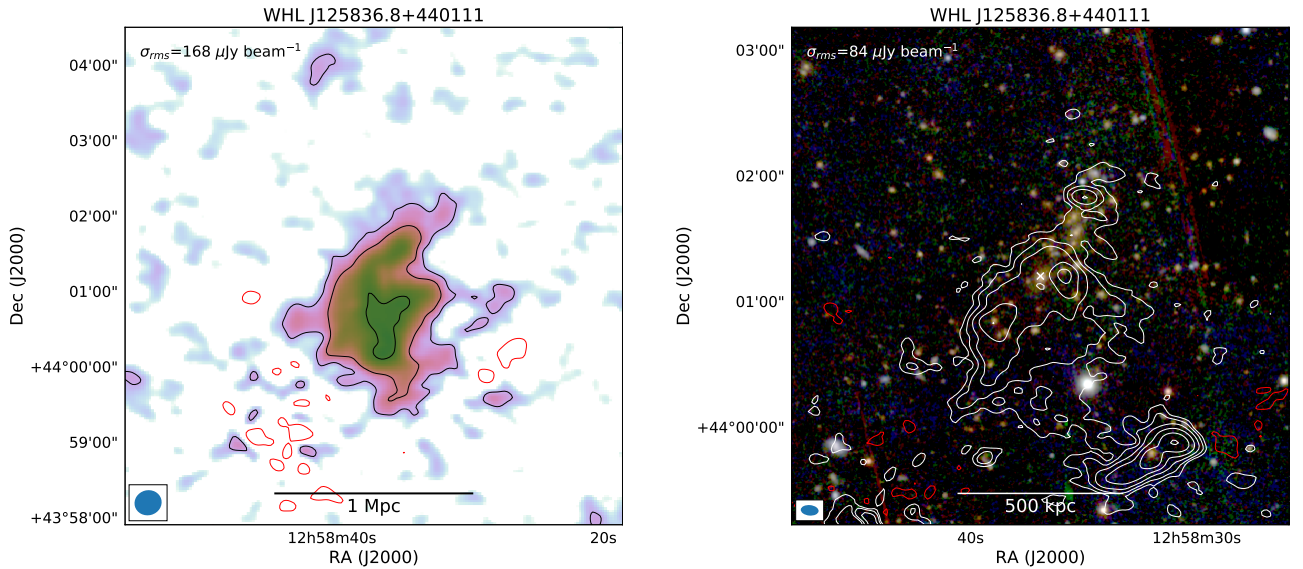 WHL J125836.8+440111
σrms=168 μJy beam⁻¹
04'00"
03'00"
02'00"
01'00"
+44°00'00"
59'00"
+43°58'00"
Dec (J2000)
1 Mpc
12h58m40s
20s
RA (J2000)
WHL J125836.8+440111
σrms=84 μJy beam⁻¹
03'00"
02'00"
01'00"
+44°00'00"
Dec (J2000)
500 kpc
40s
12h58m30s
RA (J2000)